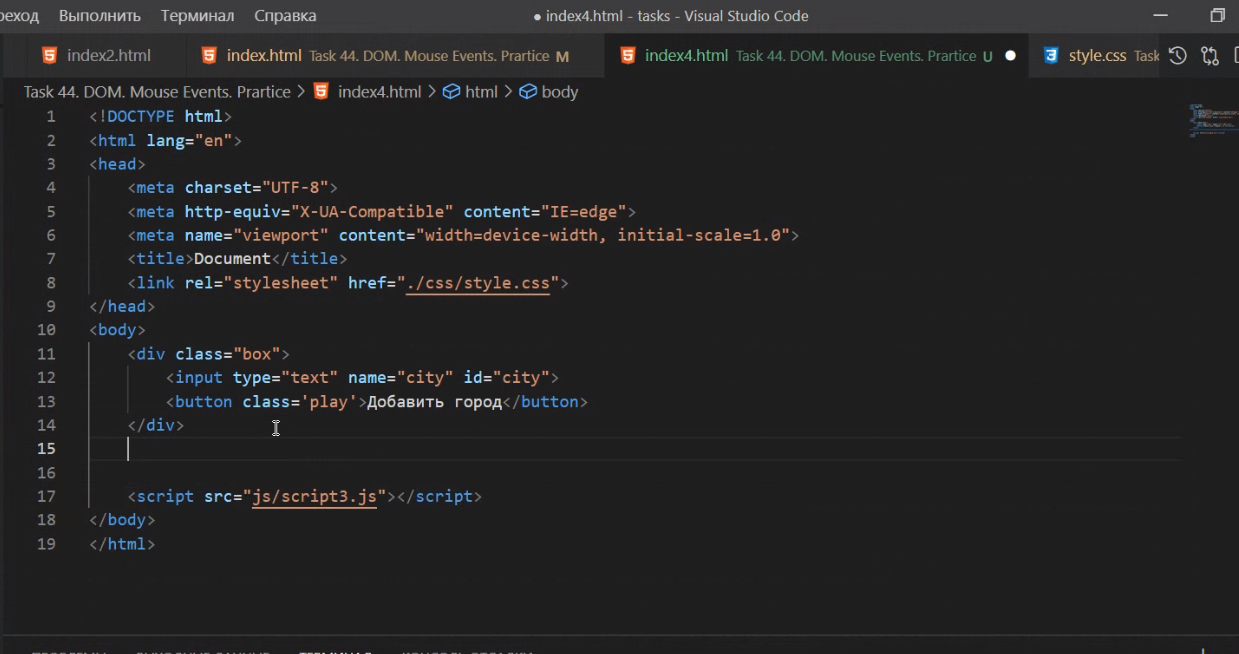 реход Выполнить Терминал Справка ● index4.html - tasks - Visual Studio Code
index2.html index.html Task 44. DOM. Mouse Events. Prartice M index4.html Task 44. DOM. Mouse Events. Prartice U ● style.css Task
Task 44. DOM. Mouse Events. Prartice > index4.html > html > body
1 <!DOCTYPE html>
2 <html lang="en">
3 <head>
4 <meta charset="UTF-8">
5 <meta http-equiv="X-UA-Compatible" content="IE=edge">
6 <meta name="viewport" content="width=device-width, initial-scale=1.0">
7 <title>Document</title>
8 <link rel="stylesheet" href="./css/style.css">
9 </head>
10 <body>
11 <div class="box">
12 <input type="text" name="city" id="city">
13 <button class='play'>Добавить город</button>
14 </div>
15
16
17 <script src="js/script3.js"></script>
18 </body>
19 </html>